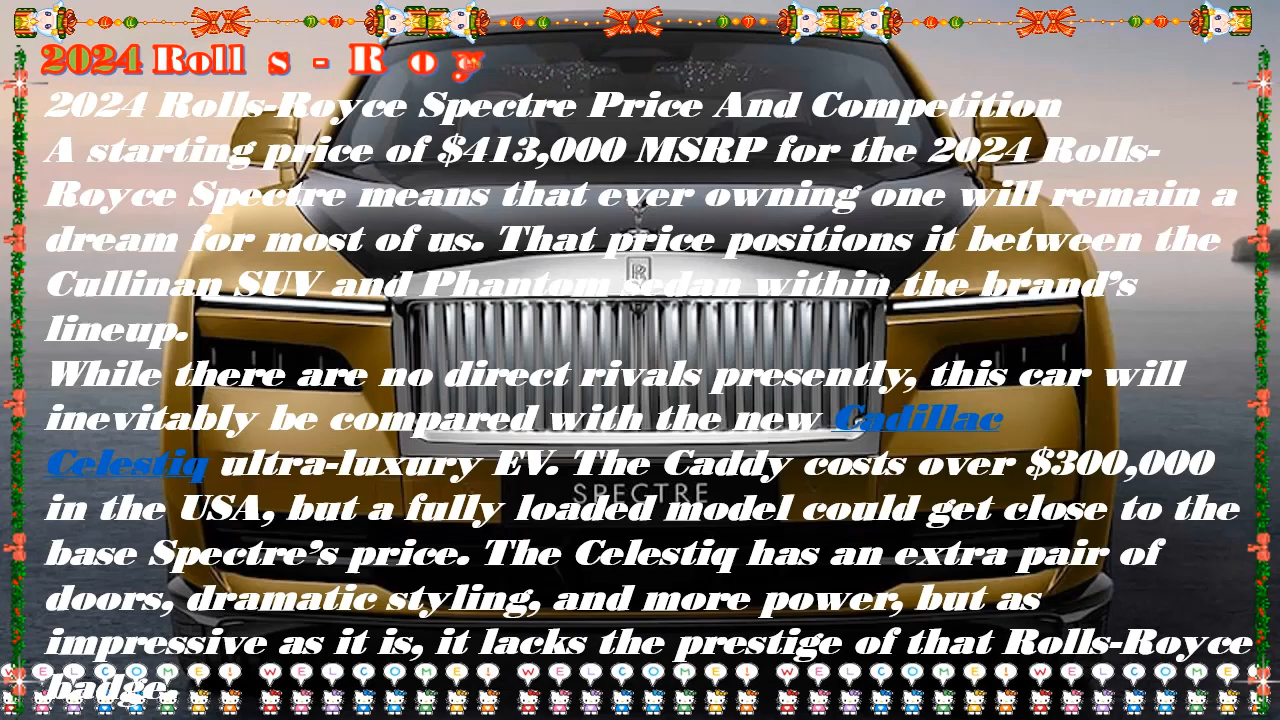 2024 Roll s - R o y
2024 Rolls-Royce Spectre Price And Competition
A starting price of $413,000 MSRP for the 2024 Rolls-
Royce Spectre means that ever owning one will remain a
dream for most of us. That price positions it between the
Cullinan SUV and Phantom sedan within the brand’s
lineup.
While there are no direct rivals presently, this car will
inevitably be compared with the new Cadillac
Celestiq ultra-luxury EV. The Caddy costs over $300,000
SPECTRE
in the USA, but a fully loaded model could get close to the
base Spectre’s price. The Celestiq has an extra pair of
doors, dramatic styling, and more power, but as
impressive as it is, it lacks the prestige of that Rolls-Royce
WELCOME! WELCOME! WELCOME! WELCOME! WELCOME!
badge.